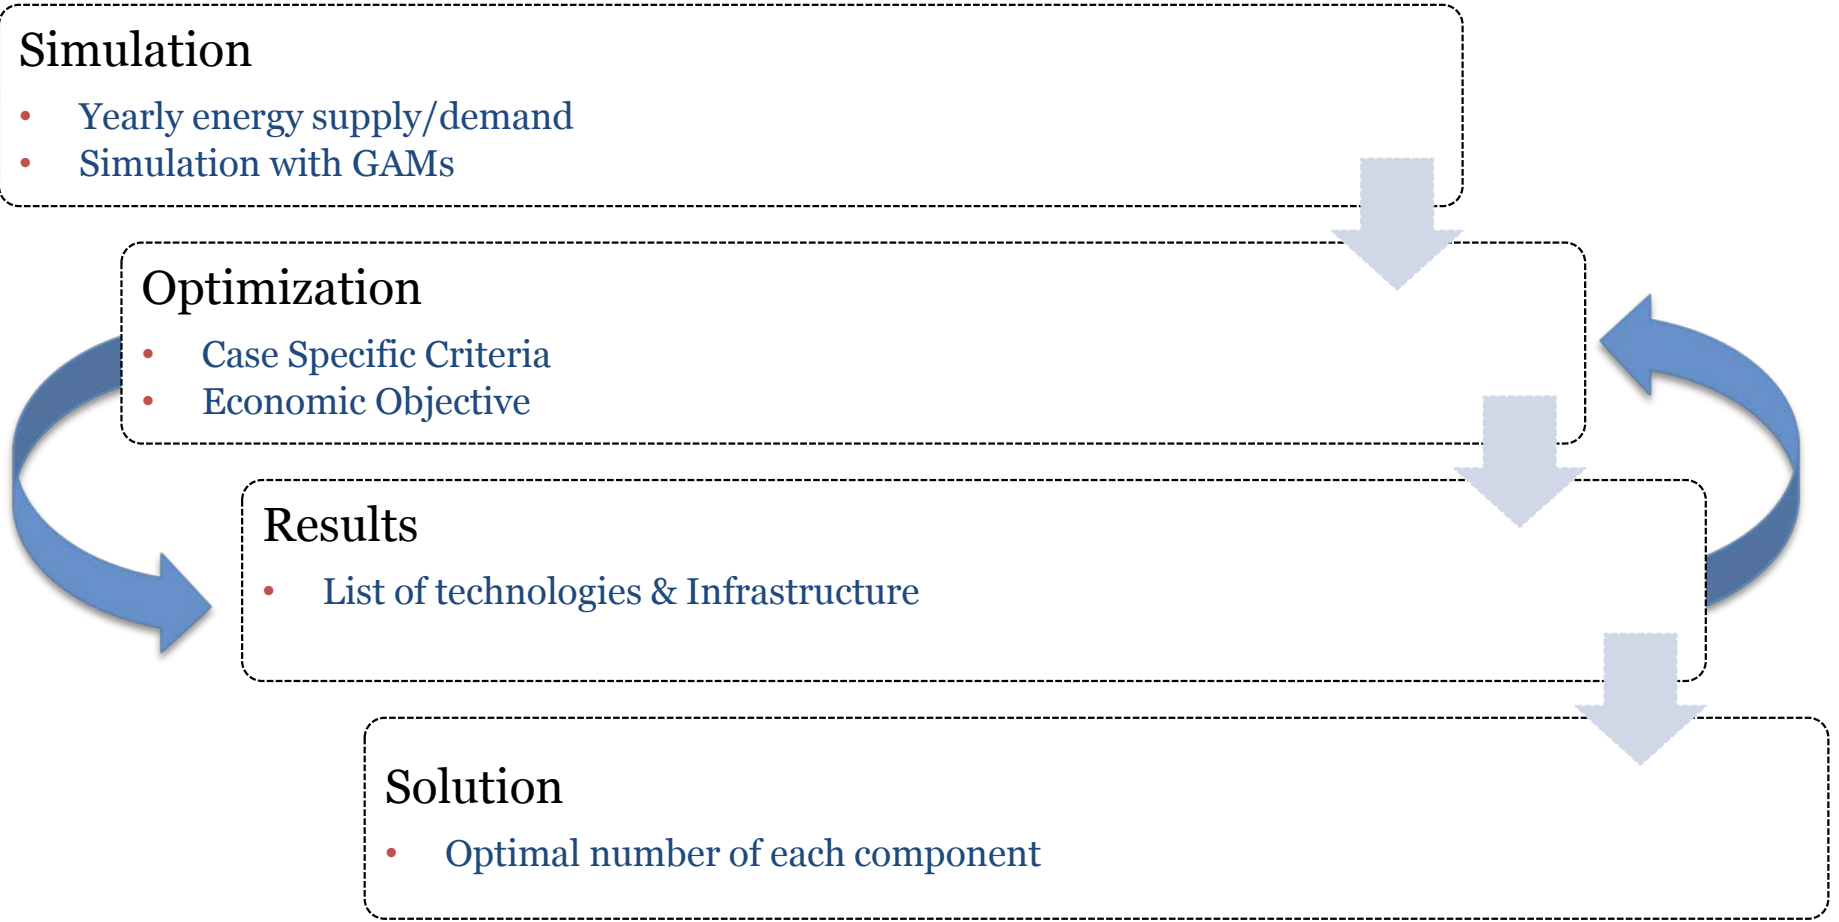 Simulation
• Yearly energy supply/demand
• Simulation with GAMs
Optimization
• Case Specific Criteria
• Economic Objective
Results
• List of technologies & Infrastructure
Solution
• Optimal number of each component